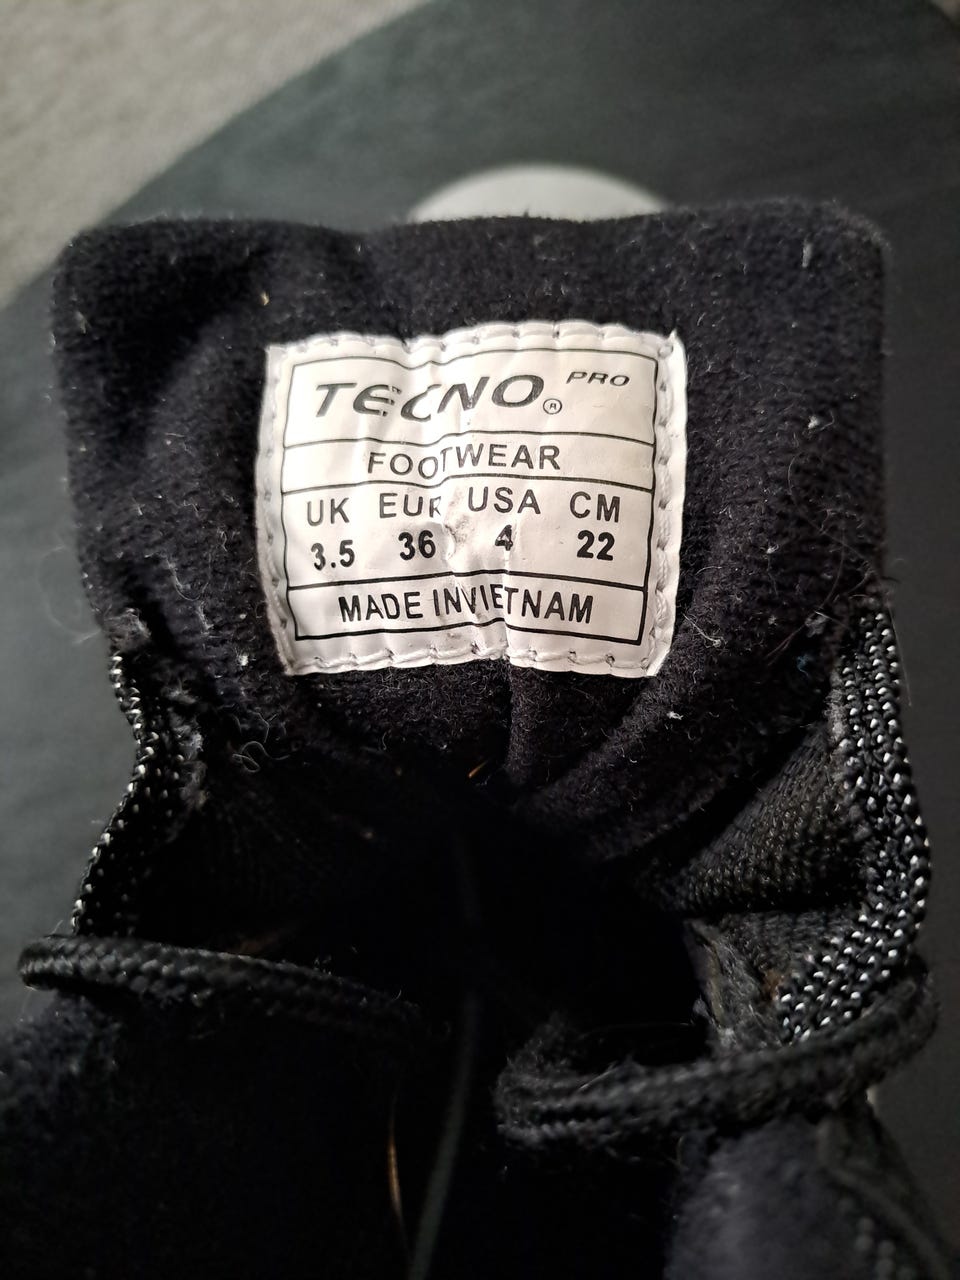 TECNO PRO
®
FOOTWEAR
UK EUR USA CM
3.5 36 4 22
MADE IN VIETNAM